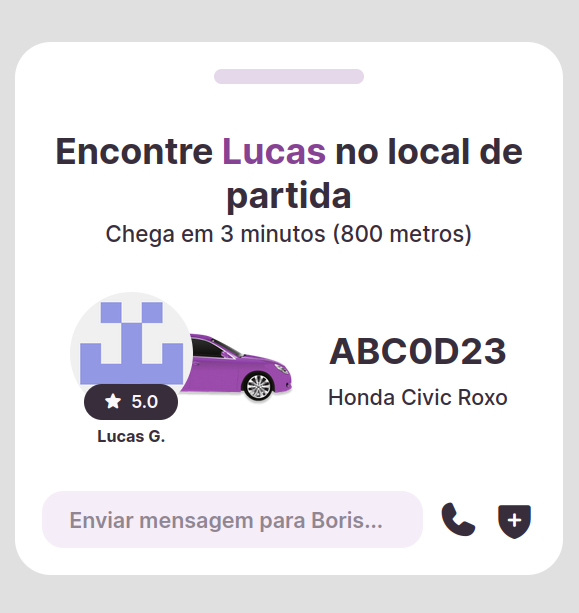 Encontre Lucas no local de
partida
Chega em 3 minutos (800 metros)
ABC0D23
Honda Civic Roxo
5.0
Lucas G.
Enviar mensagem para Boris...